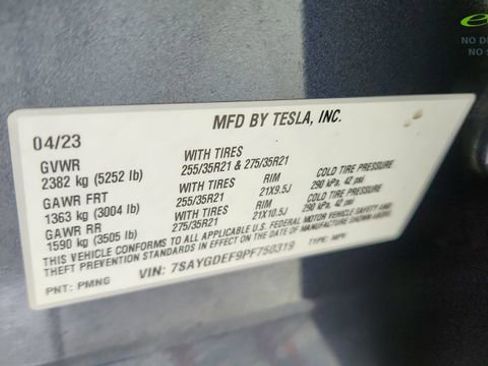 MFD BY TESLA, INC.
04/23
GVWR WITH TIRES
2382 kg (5252 lb) 255/35R21 & 275/35R21
GAWR FRT WITH TIRES RIM COLD TIRE PRESSURE
1363 kg (3004 lb) 255/35R21 21X9.5J 290 kPa, 42 psi
GAWR RR WITH TIRES RIM COLD TIRE PRESSURE
1590 kg (3505 lb) 275/35R21 21X10.5J 290 kPa, 42 psi
THIS VEHICLE CONFORMS TO ALL APPLICABLE U.S. FEDERAL MOTOR VEHICLE SAFETY AND
THEFT PREVENTION STANDARDS IN EFFECT ON THE DATE OF MANUFACTURE SHOWN ABOVE.
VIN: 7SAYGDEF9PF750319 TYPE: MPV
PNT: PMNG
NO
NO